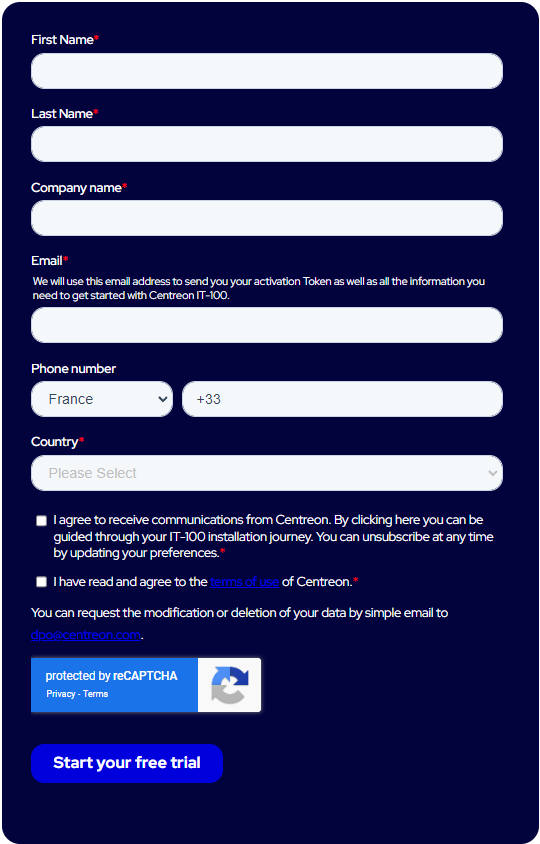 First Name*
Last Name*
Company name*
Email*
We will use this email address to send you your activation Token as well as all the information you
need to get started with Centreon IT-100.
Phone number
France
+33
Country*
Please Select
I agree to receive communications from Centreon. By clicking here you can be
guided through your IT-100 installation journey. You can unsubscribe at any time
by updating your preferences.*
I have read and agree to the terms of use of Centreon.*
You can request the modification or deletion of your data by simple email to
dpo@centreon.com.
protected by reCAPTCHA
Privacy - Terms
Start your free trial